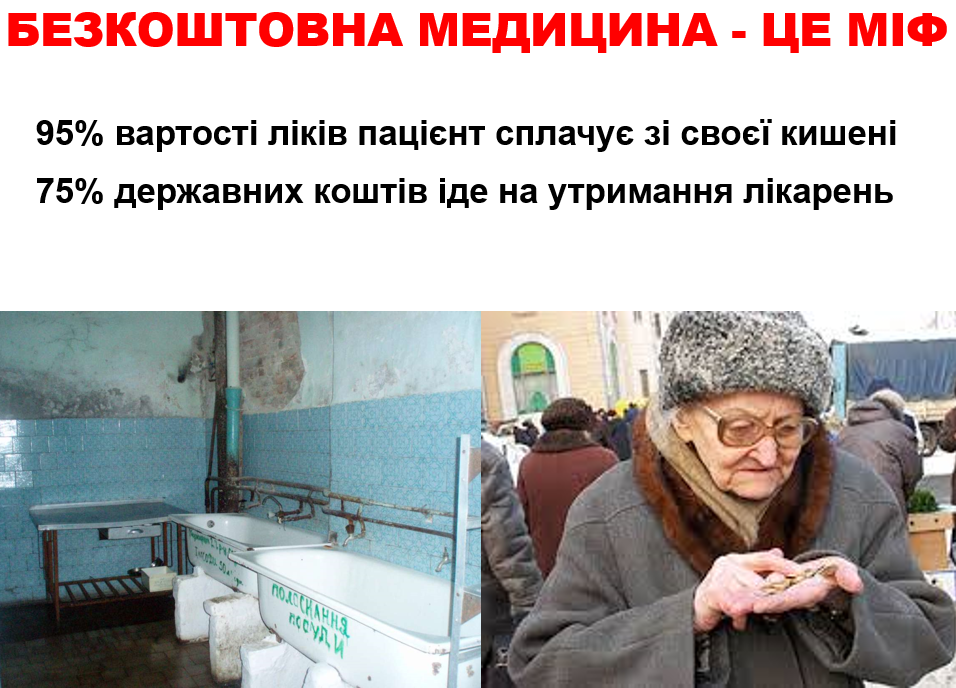 БЕЗКОШТОВНА МЕДИЦИНА - ЦЕ МІФ
95% вартості ліків пацієнт сплачує зі своєї кишені
75% державних коштів іде на утримання лікарень
ПОЛОСКАННЯ
ПОСУДИ